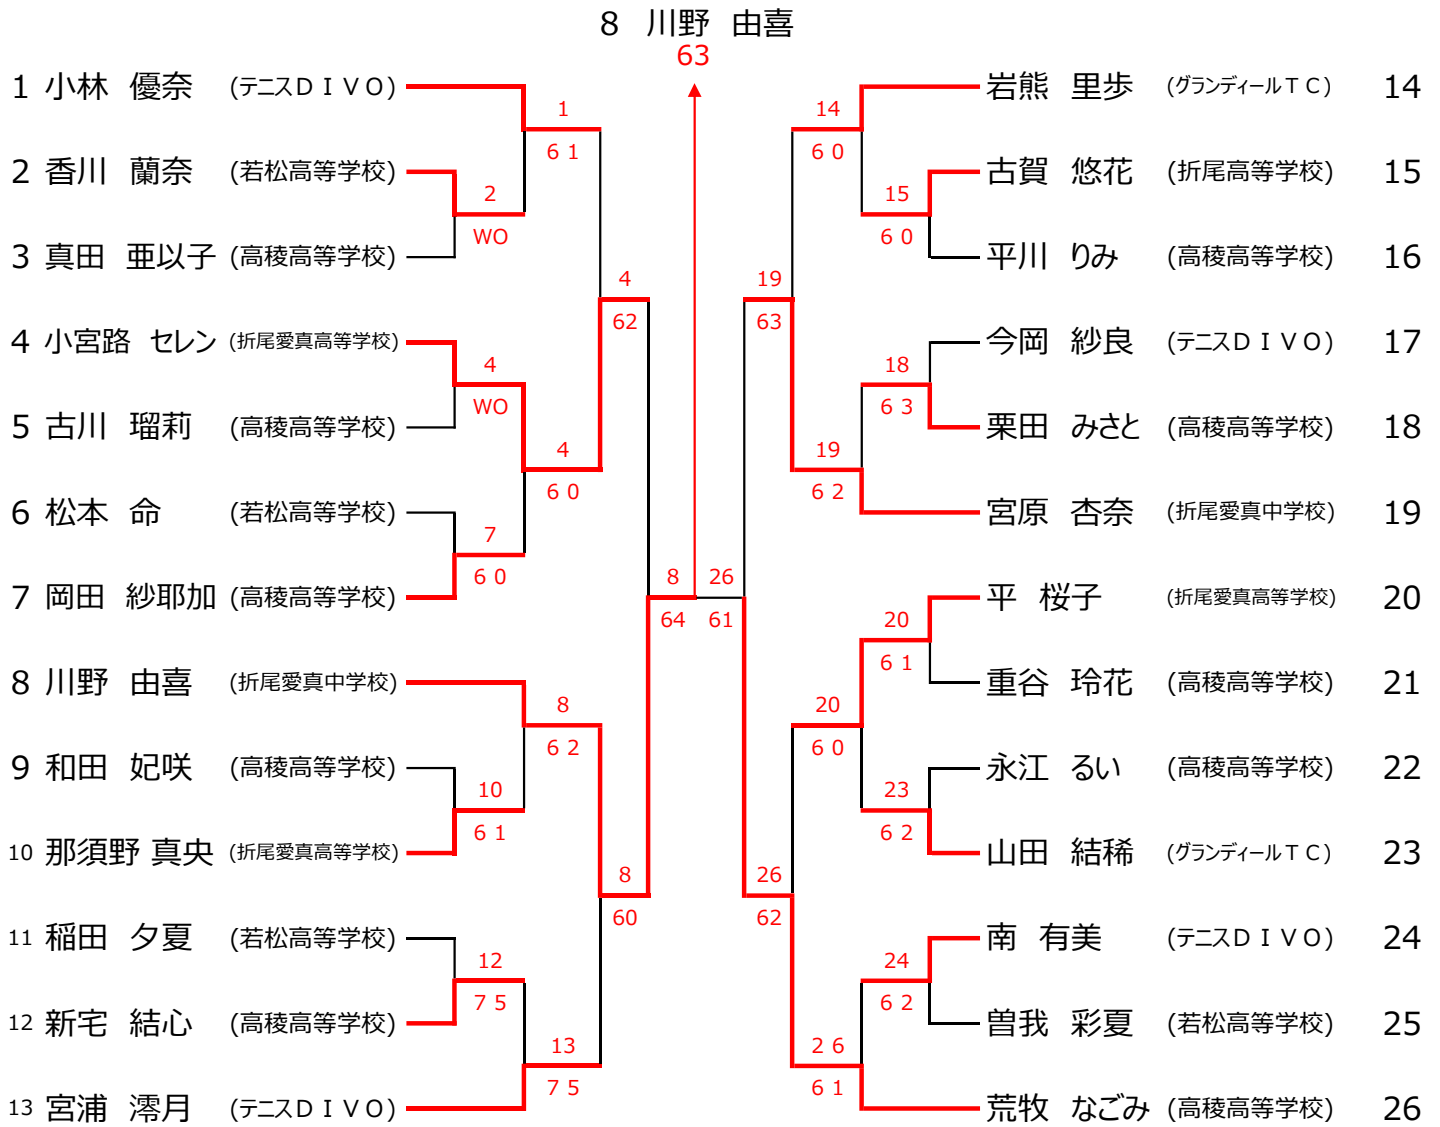 8 川野 由喜
63
1 小林 優奈 (テニスＤＩＶＯ)
2 香川 蘭奈 (若松高等学校)
3 真田 亜以子 (高稜高等学校)
4 小宮路 セレン (折尾愛真高等学校)
5 古川 瑠莉 (高稜高等学校)
6 松本 命 (若松高等学校)
7 岡田 紗耶加 (高稜高等学校)
8 川野 由喜 (折尾愛真中学校)
9 和田 妃咲 (高稜高等学校)
10 那須野 真央 (折尾愛真高等学校)
11 稲田 夕夏 (若松高等学校)
12 新宅 結心 (高稜高等学校)
13 宮浦 澪月 (テニスＤＩＶＯ)
2
WO
4
WO
7
6 0
10
6 1
12
7 5
1
6 1
4
6 0
8
6 2
13
7 5
4
62
8
60
8
64
26
61
19
63
26
62
14
6 0
19
6 2
20
6 0
2 6
6 1
15
6 0
18
6 3
20
6 1
23
6 2
24
6 2
岩熊 里歩 (グランディールＴＣ) 14
古賀 悠花 (折尾高等学校) 15
平川 りみ (高稜高等学校) 16
今岡 紗良 (テニスＤＩＶＯ) 17
栗田 みさと (高稜高等学校) 18
宮原 杏奈 (折尾愛真中学校) 19
平 桜子 (折尾愛真高等学校) 20
重谷 玲花 (高稜高等学校) 21
永江 るい (高稜高等学校) 22
山田 結稀 (グランディールＴＣ) 23
南 有美 (テニスＤＩＶＯ) 24
曽我 彩夏 (若松高等学校) 25
荒牧 なごみ (高稜高等学校) 26